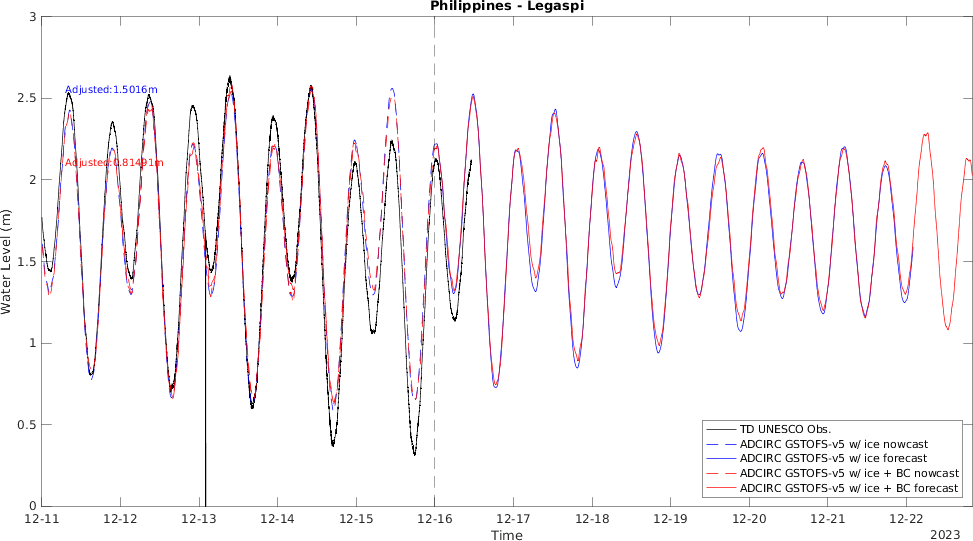 Philippines - Legaspi
3
2.5
2
1.5
1
0.5
0
Water Level (m)
Adjusted:1.5016m
Adjusted:0.81491m
12-11 12-12 12-13 12-14 12-15 12-16 12-17 12-18 12-19 12-20 12-21 12-22
Time
2023
TD UNESCO Obs.
ADCIRC GSTOFS-v5 w/ ice nowcast
ADCIRC GSTOFS-v5 w/ ice forecast
ADCIRC GSTOFS-v5 w/ ice + BC nowcast
ADCIRC GSTOFS-v5 w/ ice + BC forecast